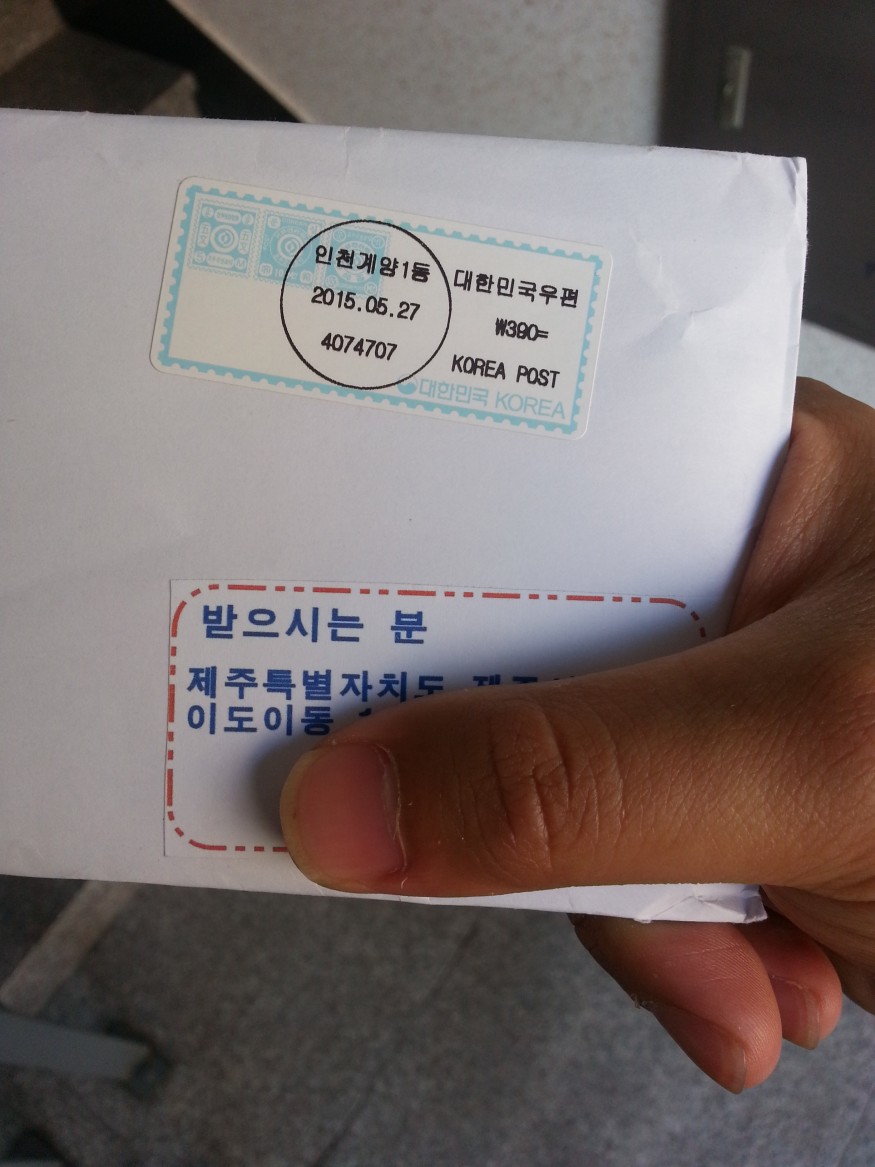 인천계양1동
2015.05.27
4074707
대한민국우편
₩390=
KOREA POST
대한민국 KOREA
받으시는 분
제주특별자치도
이도이동